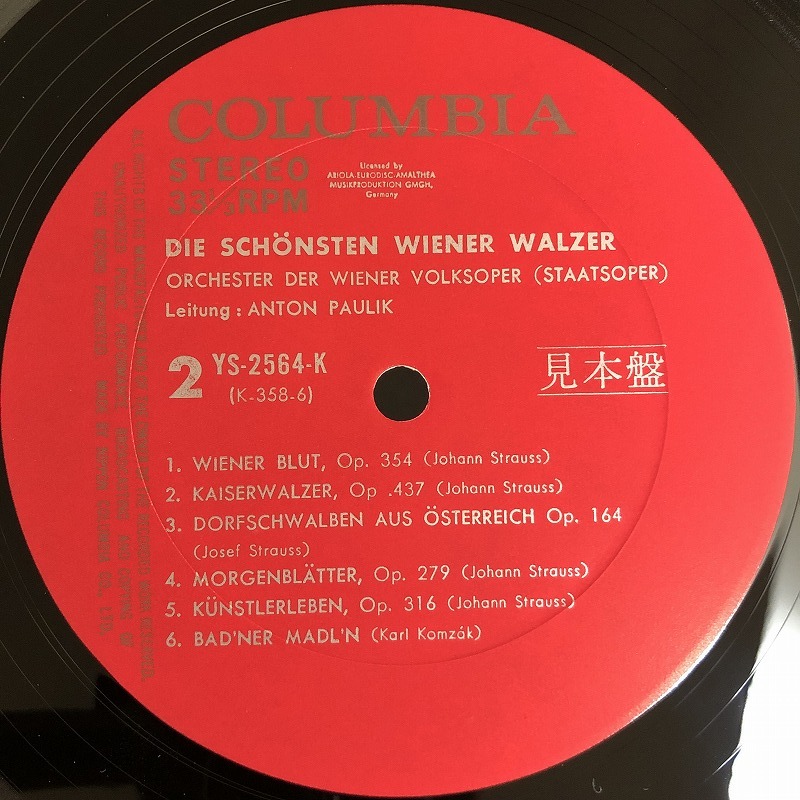 COLUMBIA
STEREO
33⅓RPM
Licensed by
ARIOLA-EURODISC-AMALTHEA
MUSIKPRODUKTION GMGH,
Germany
DIE SCHÖNSTEN WIENER WALZER
ORCHESTER DER WIENER VOLKSOPER (STAATSOPER)
Leitung : ANTON PAULIK
2 YS-2564-K
(K-358-6)
見本盤
1. WIENER BLUT, Op. 354 (Johann Strauss)
2. KAISERWALZER, Op .437 (Johann Strauss)
3. DORFSCHWALBEN AUS ÖSTERREICH Op. 164
(Josef Strauss)
4. MORGENBLÄTTER, Op. 279 (Johann Strauss)
5. KÜNSTLERLEBEN, Op. 316 (Johann Strauss)
6. BAD'NER MADL'N (Karl Komzák)